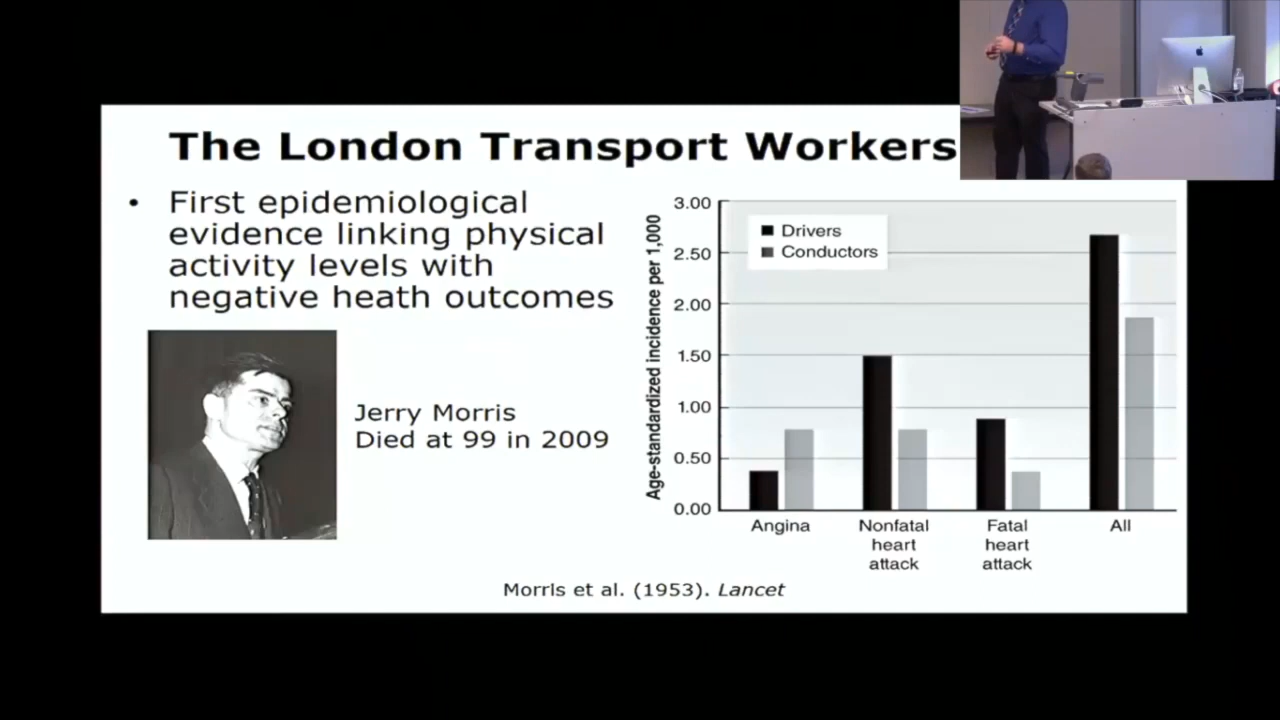 The London Transport Workers
• First epidemiological
evidence linking physical
activity levels with
negative heath outcomes
Jerry Morris
Died at 99 in 2009
Age-standardized incidence per 1,000
3.00
2.50
2.00
1.50
1.00
0.50
0.00
Drivers
Conductors
Angina
Nonfatal
heart
attack
Fatal
heart
attack
All
Morris et al. (1953). Lancet